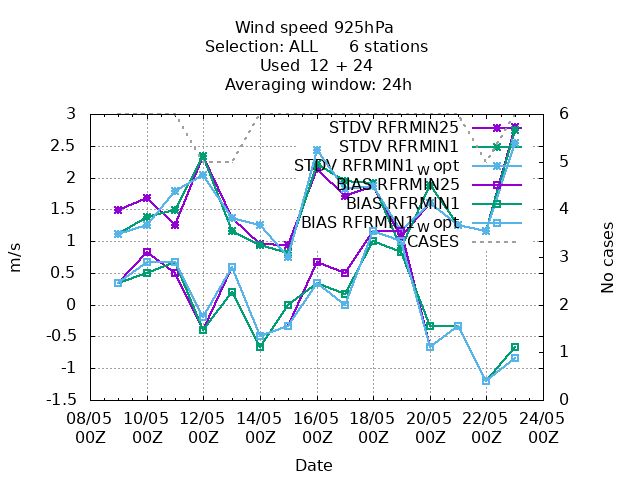 Wind speed 925hPa
Selection: ALL 6 stations
Used 12 + 24
Averaging window: 24h
3
2.5
2
1.5
1
0.5
0
-0.5
-1
-1.5
m/s
6
5
4
3
2
1
0
No cases
STDV RFRMIN25
STDV RFRMIN1
STDV RFRMIN1w opt
BIAS RFRMIN25
BIAS RFRMIN1
BIAS RFRMIN1w opt
CASES
08/05 10/05 12/05 14/05 16/05 18/05 20/05 22/05 24/05
00Z 00Z 00Z 00Z 00Z 00Z 00Z 00Z 00Z
Date